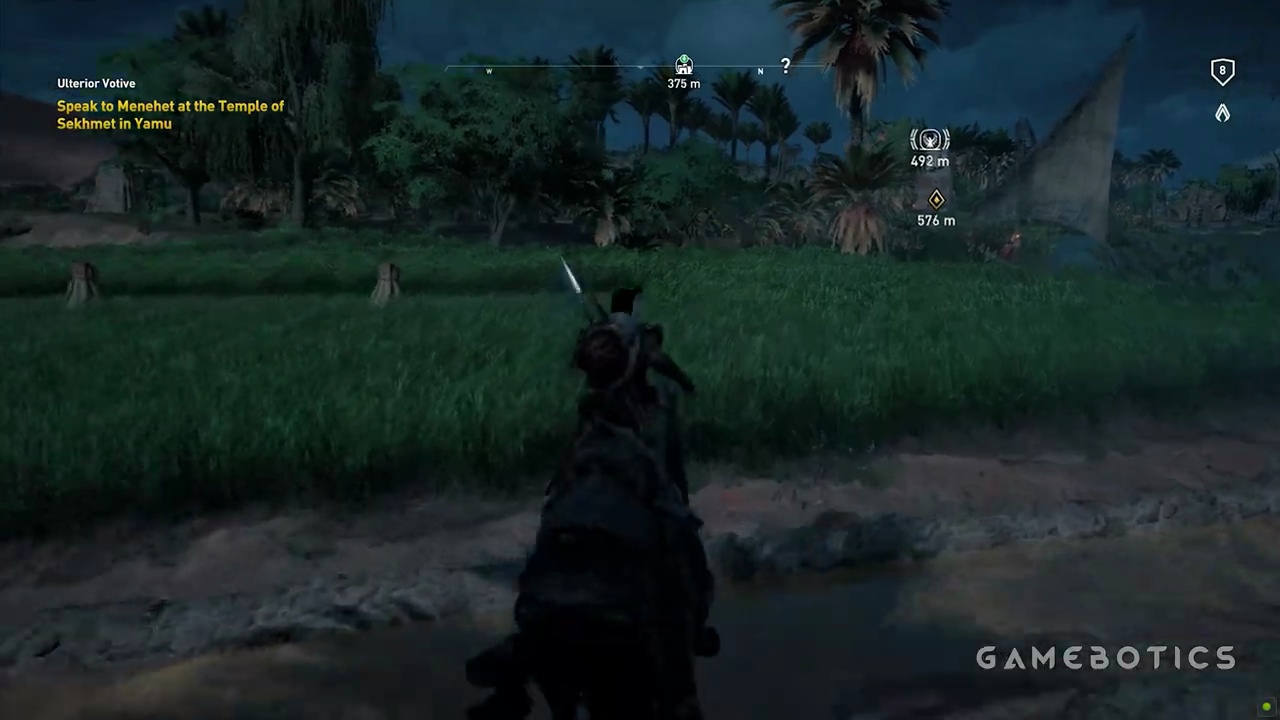 Ulterior Votive
Speak to Menehet at the Temple of
Sekhmet in Yamu
W
375 m
N
?
8
492 m
576 m
GAMEBOTICS